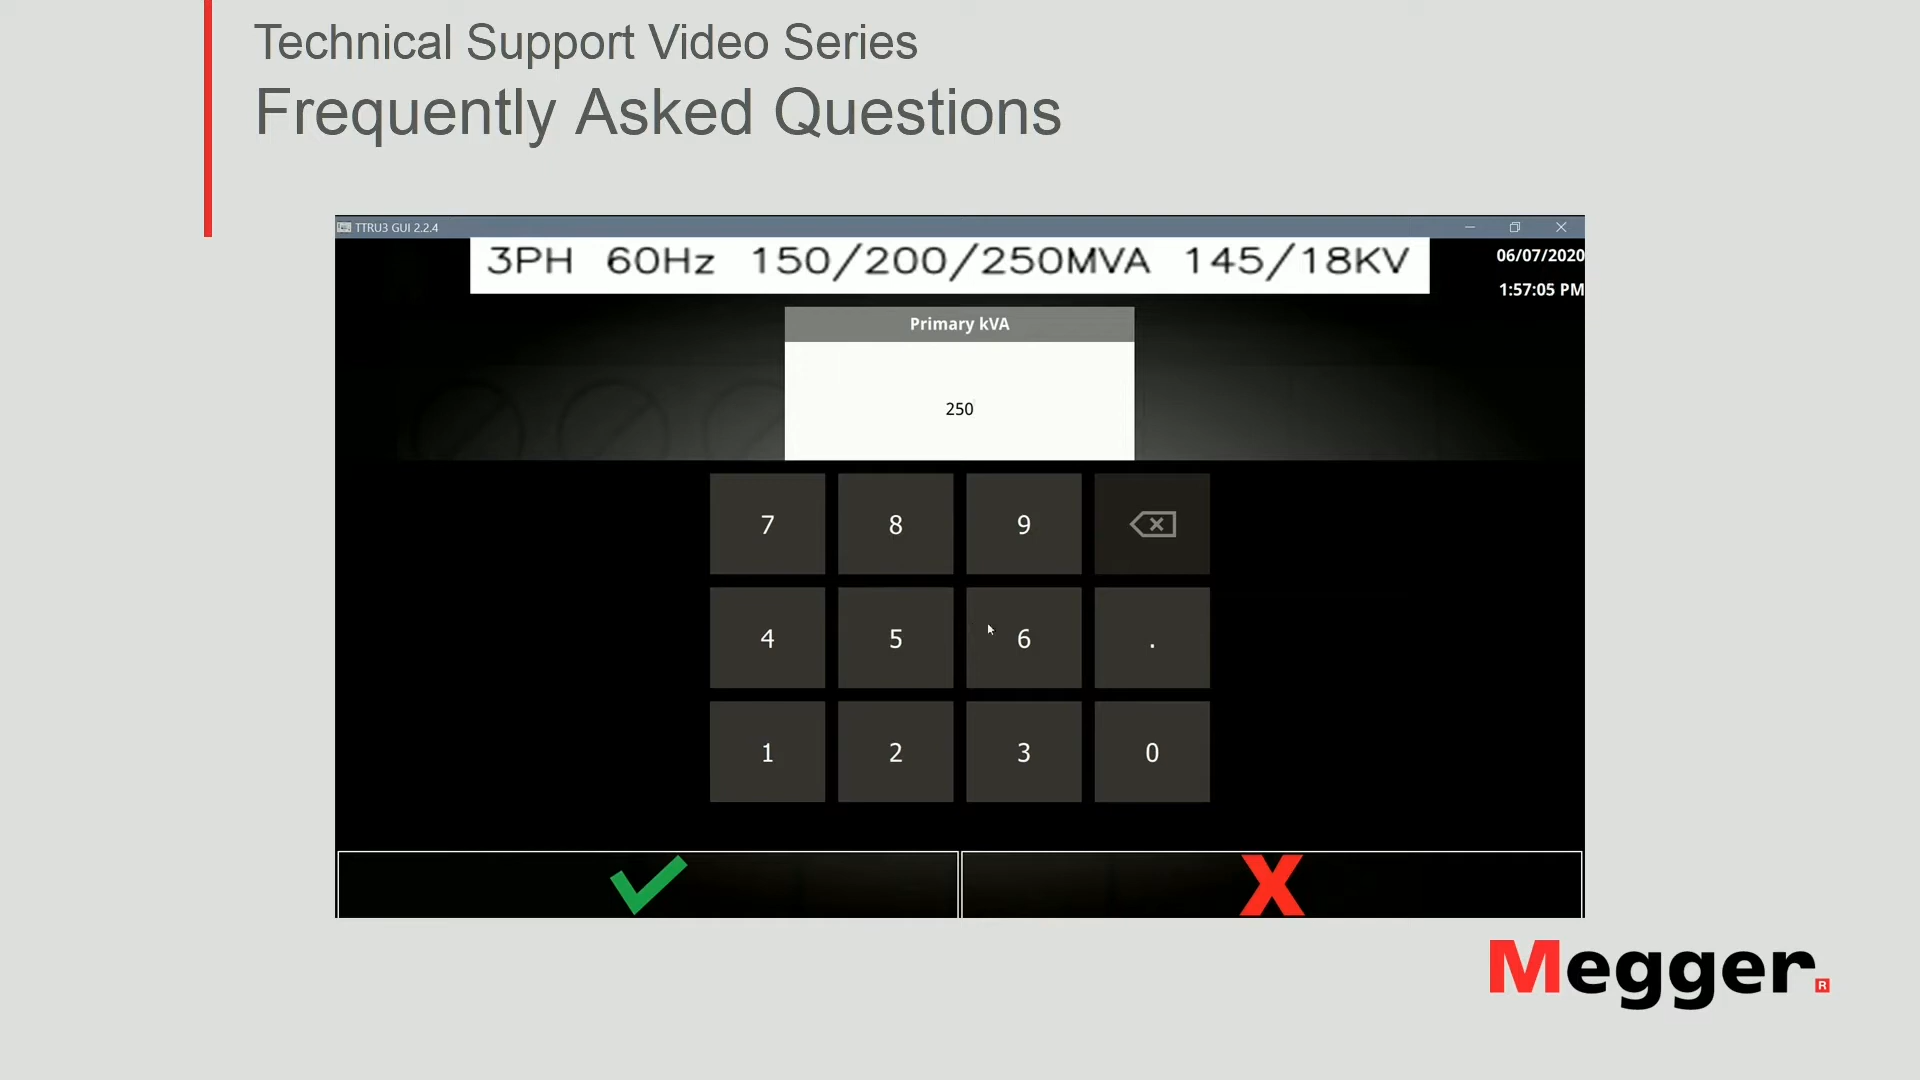 Technical Support Video Series
Frequently Asked Questions
TTRU3 GUI 2.2.4
3PH 60Hz 150/200/250MVA 145/18KV
06/07/2020
1:57:05 PM
Primary kVA
250
7 8 9
4 5 6 .
1 2 3 0
Megger R